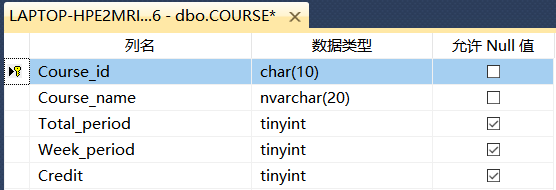 LAPTOP-HPE2MRI...6 - dbo.COURSE*
列名 数据类型 允许 Null 值
Course_id char(10)
Course_name nvarchar(20)
Total_period tinyint
Week_period tinyint
Credit tinyint